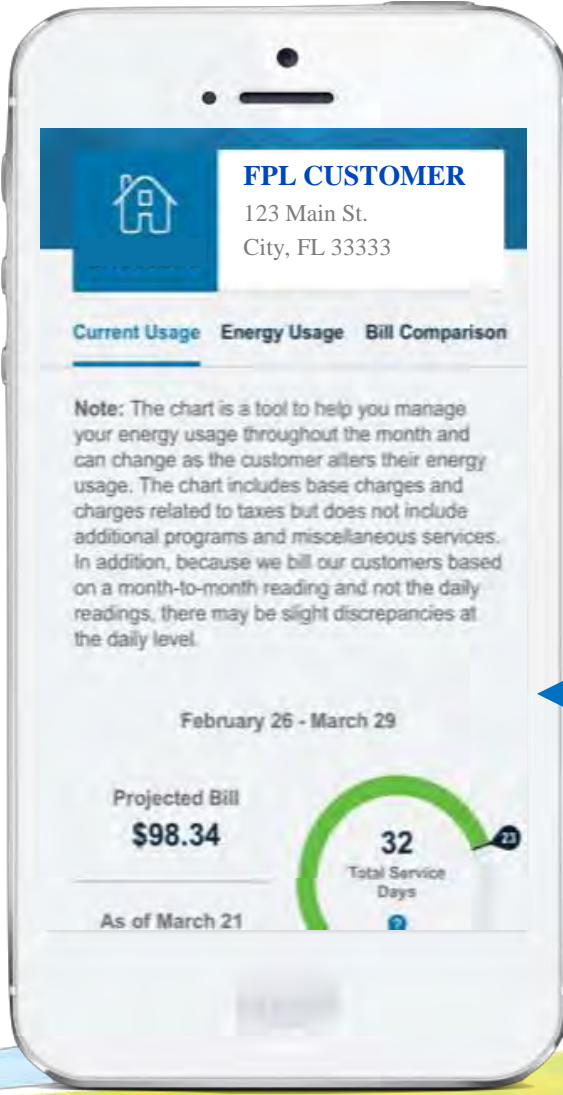 FPL CUSTOMER
123 Main St.
City, FL 33333
Current Usage Energy Usage Bill Comparison
Note: The chart is a tool to help you manage
your energy usage throughout the month and
can change as the customer alters their energy
usage. The chart includes base charges and
charges related to taxes but does not include
additional programs and miscellaneous services.
In addition, because we bill our customers based
on a month-to-month reading and not the daily
readings, there may be slight discrepancies at
the daily level.
February 26 - March 29
Projected Bill
$98.34
As of March 21
32
Total Service
Days
?
23